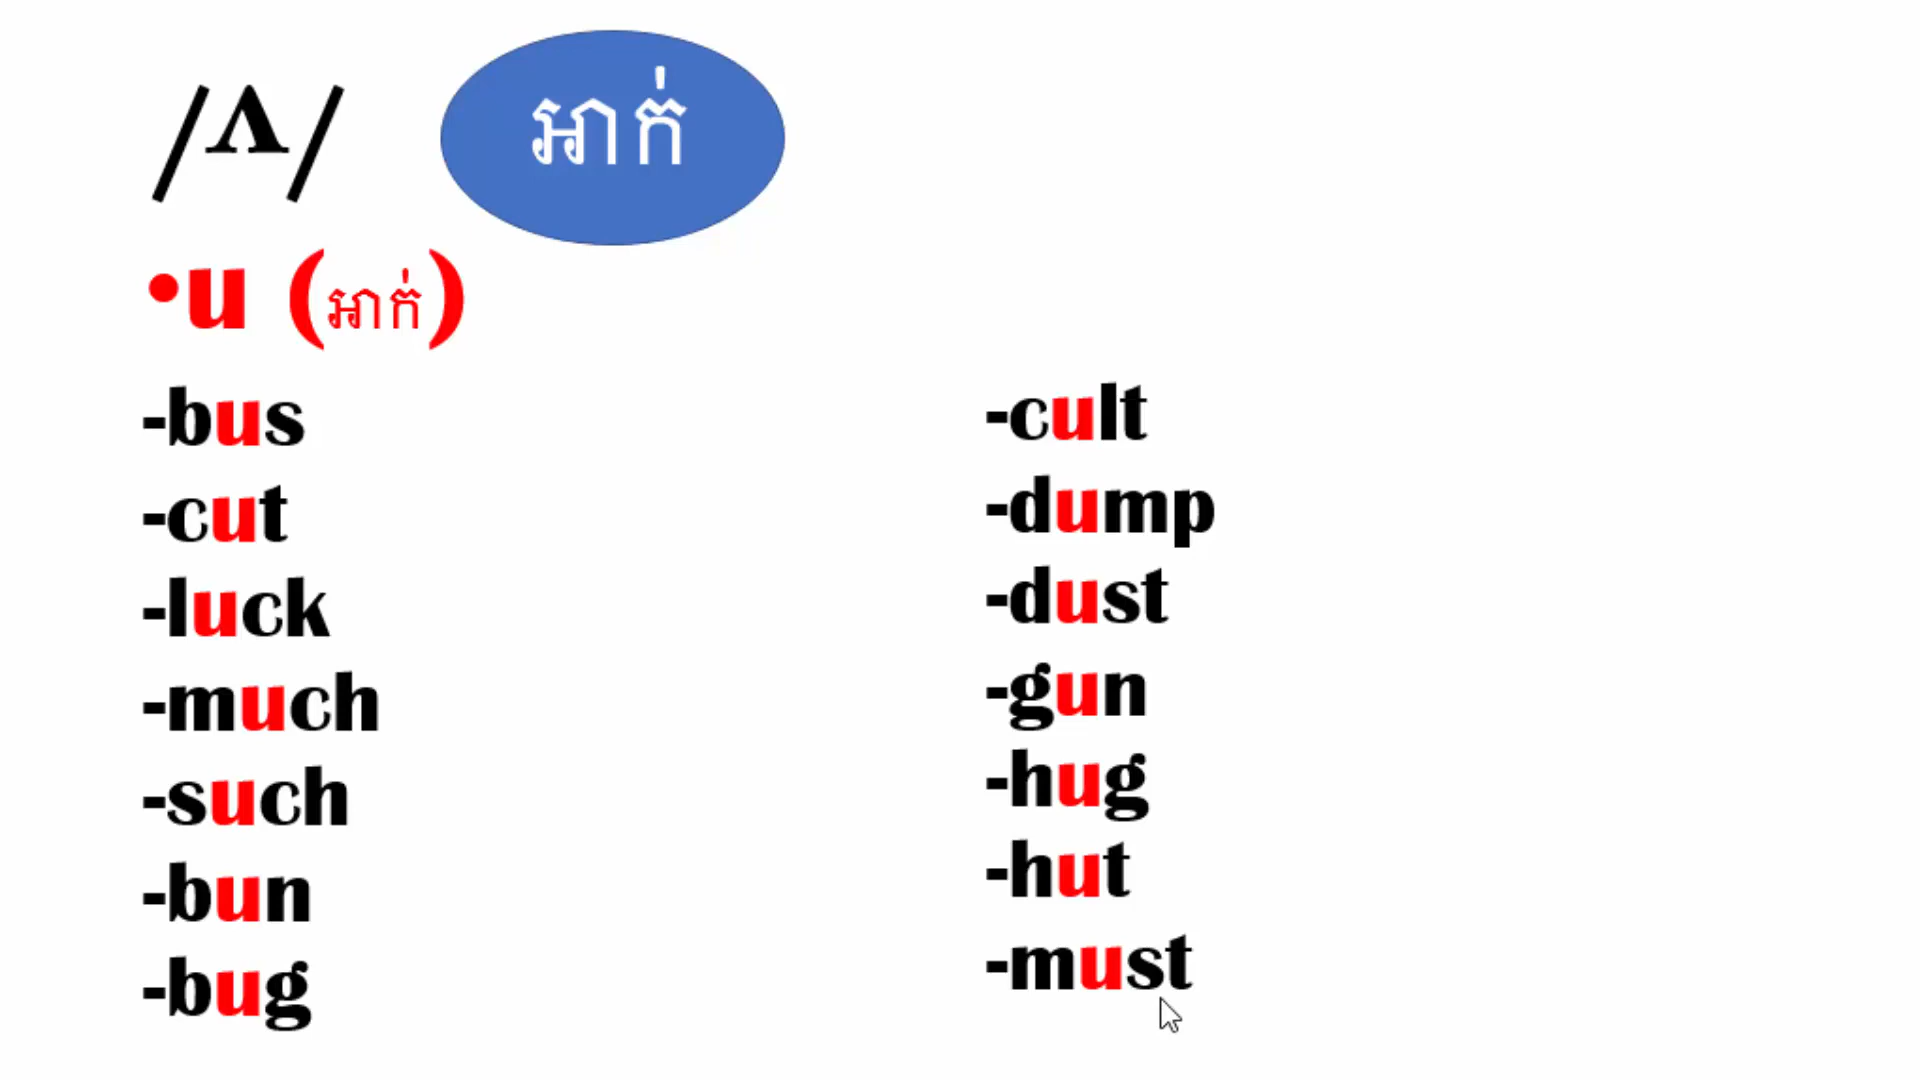 /ʌ/ អាក់
•u (អាក់)
-bus
-cut
-luck
-much
-such
-bun
-bug
-cult
-dump
-dust
-gun
-hug
-hut
-must